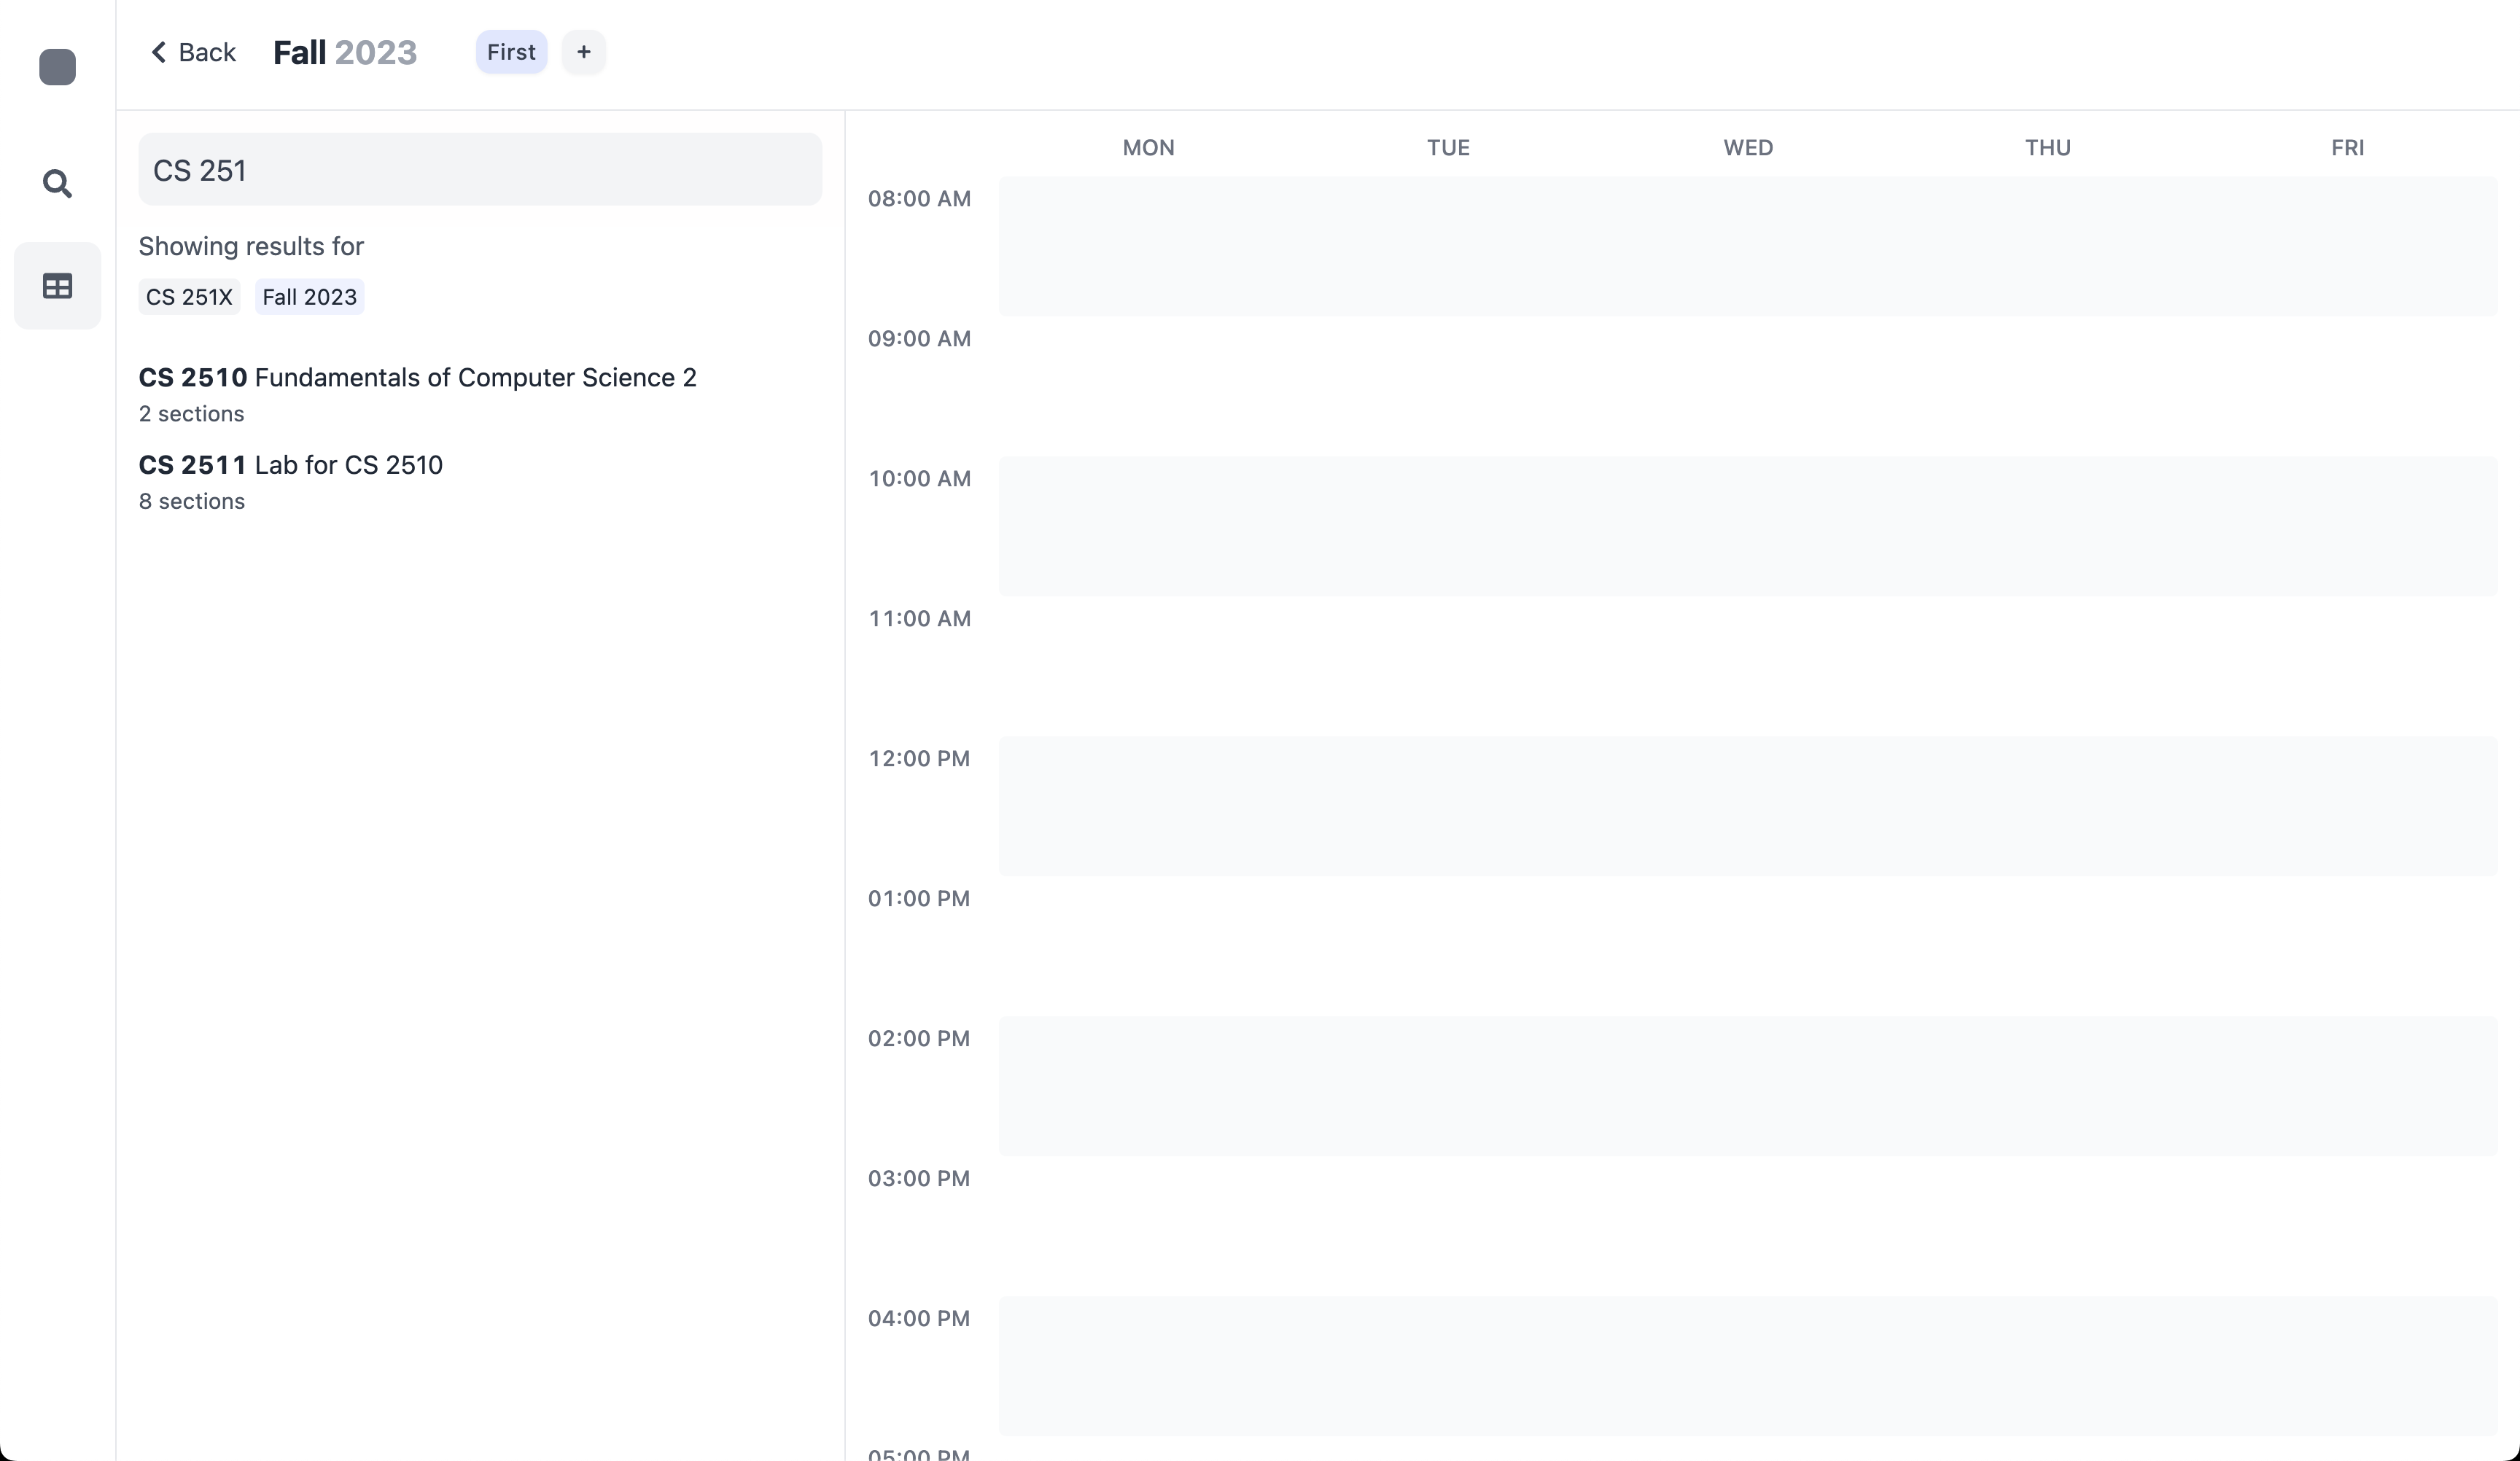 Back
Fall 2023
First
+
CS 251
Showing results for
CS 251X
Fall 2023
CS 2510 Fundamentals of Computer Science 2
2 sections
CS 2511 Lab for CS 2510
8 sections
MON
TUE
WED
THU
FRI
08:00 AM
09:00 AM
10:00 AM
11:00 AM
12:00 PM
01:00 PM
02:00 PM
03:00 PM
04:00 PM
05:00 PM